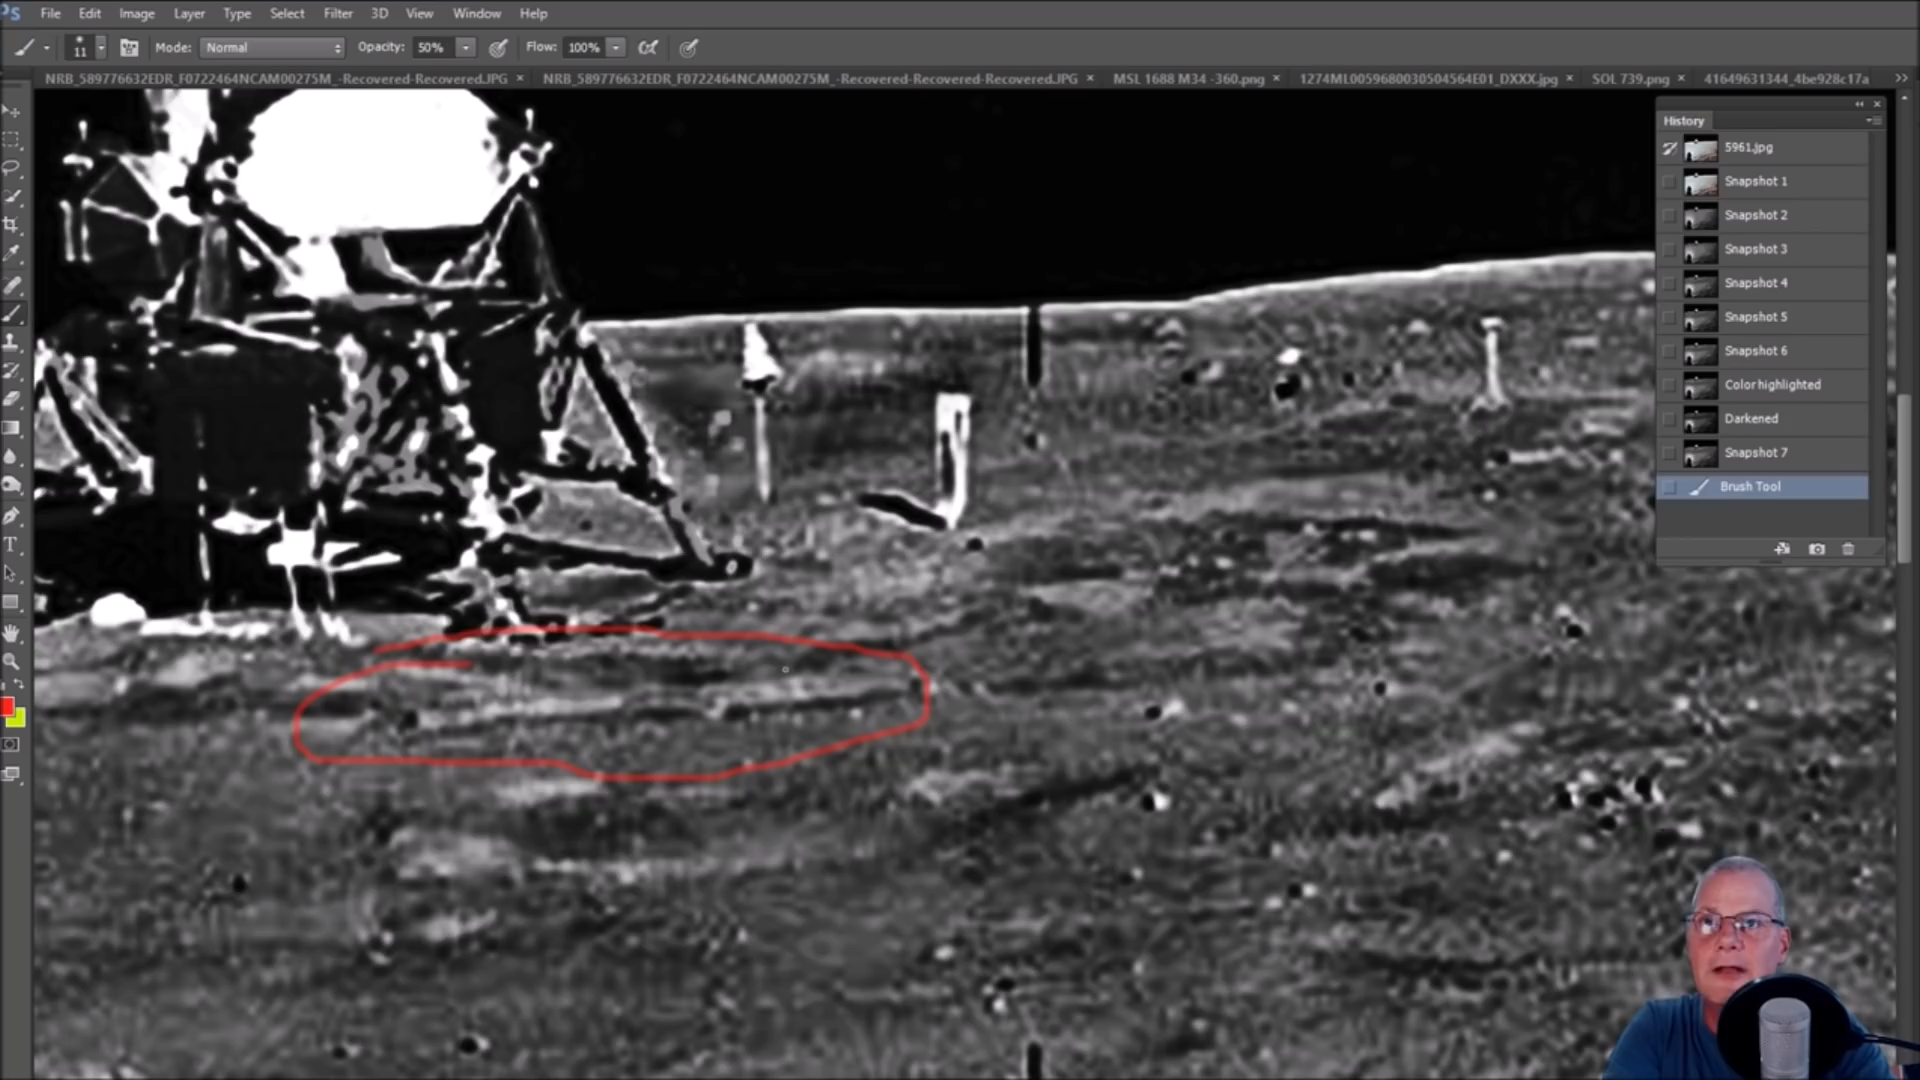 PS File Edit Image Layer Type Select Filter 3D View Window Help
11 Mode: Normal Opacity: 50% Flow: 100%
NRB_589776632EDR_F0722464NCAM00275M_-Recovered-Recovered.JPG × NRB_589776632EDR_F0722464NCAM00275M_-Recovered-Recovered-Recovered.JPG × MSL 1688 M34 -360.png × 1274ML0059680030504564E01_DXXX.jpg × SOL 739.png × 41649631344_4be928c17a
History
5961.jpg
Snapshot 1
Snapshot 2
Snapshot 3
Snapshot 4
Snapshot 5
Snapshot 6
Color highlighted
Darkened
Snapshot 7
Brush Tool